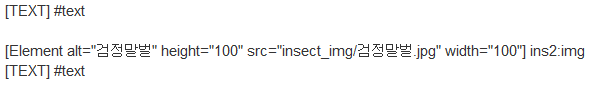 [TEXT] #text
[Element alt="검정말벌" height="100" src="insect_img/검정말벌.jpg" width="100"] ins2:img
[TEXT] #text